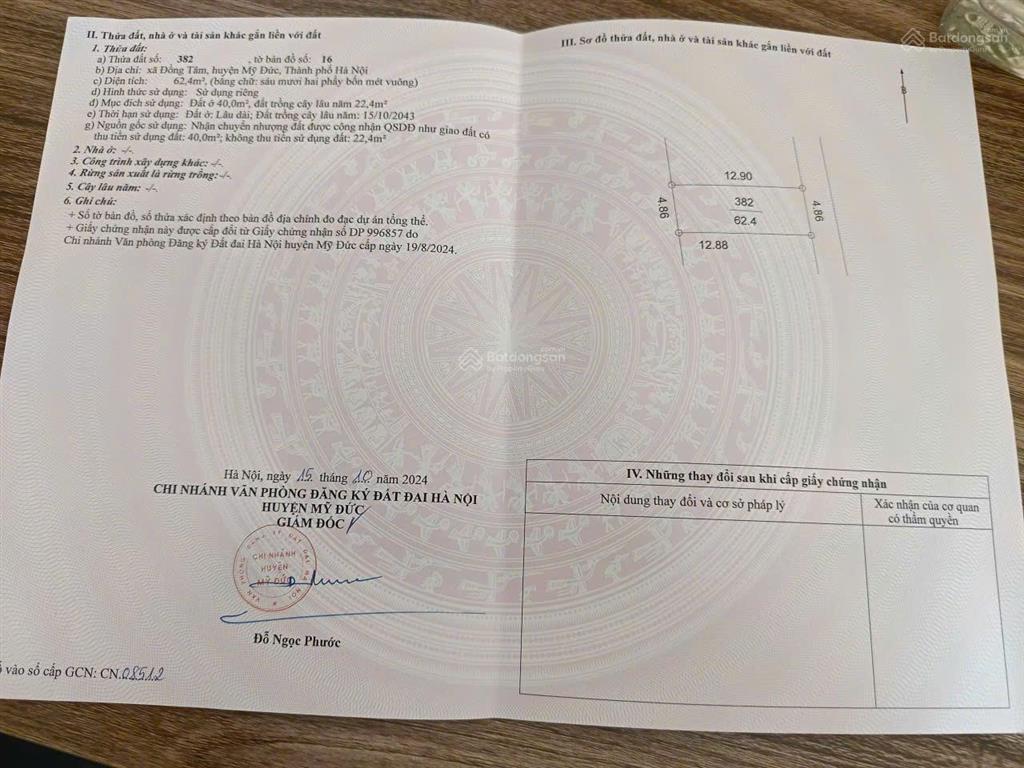 II. Thửa đất, nhà ở và tài sản khác gắn liền với đất
1. Thửa đất:
a) Thửa đất số: 382 , tờ bản đồ số: 16
b) Địa chỉ: xã Đồng Tâm, huyện Mỹ Đức, Thành phố Hà Nội
c) Diện tích: 62,4m², (bằng chữ: sáu mươi hai phẩy bốn mét vuông)
d) Hình thức sử dụng: Sử dụng riêng
đ) Mục đích sử dụng: Đất ở 40,0m², đất trồng cây lâu năm 22,4m²
e) Thời hạn sử dụng: Đất ở: Lâu dài; Đất trồng cây lâu năm: 15/10/2043
g) Nguồn gốc sử dụng: Nhận chuyển nhượng đất được công nhận QSDĐ như giao đất có
thu tiền sử dụng đất: 40,0m²; không thu tiền sử dụng đất: 22,4m²
2. Nhà ở: -/-
3. Công trình xây dựng khác: -/-
4. Rừng sản xuất là rừng trồng: -/-
5. Cây lâu năm: -/-
6. Ghi chú:
+ Số tờ bản đồ, số thửa xác định theo bản đồ địa chính đo đạc dự án tổng thể.
+ Giấy chứng nhận này được cấp đổi từ Giấy chứng nhận số DP 996857 do
Chi nhánh Văn phòng Đăng ký Đất đai Hà Nội huyện Mỹ Đức cấp ngày 19/8/2024.
Hà Nội, ngày 15 tháng 10 năm 2024
CHI NHÁNH VĂN PHÒNG ĐĂNG KÝ ĐẤT ĐAI HÀ NỘI
HUYỆN MỸ ĐỨC
GIÁM ĐỐC
VĂN PHÒNG ĐĂNG KÝ ĐẤT ĐAI HÀ NỘI
CHI NHÁNH
HUYỆN
MỸ ĐỨC
Đỗ Ngọc Phước
vào sổ cấp GCN: CN.08512
III. Sơ đồ thửa đất, nhà ở và tài sản khác gắn liền với đất
B
12.90
4.86
382
62.4
4.86
12.88
IV. Những thay đổi sau khi cấp giấy chứng nhận
Nội dung thay đổi và cơ sở pháp lý
Xác nhận của cơ quan
có thẩm quyền
Batdongsan
by PropertyGuru
Batdongsan